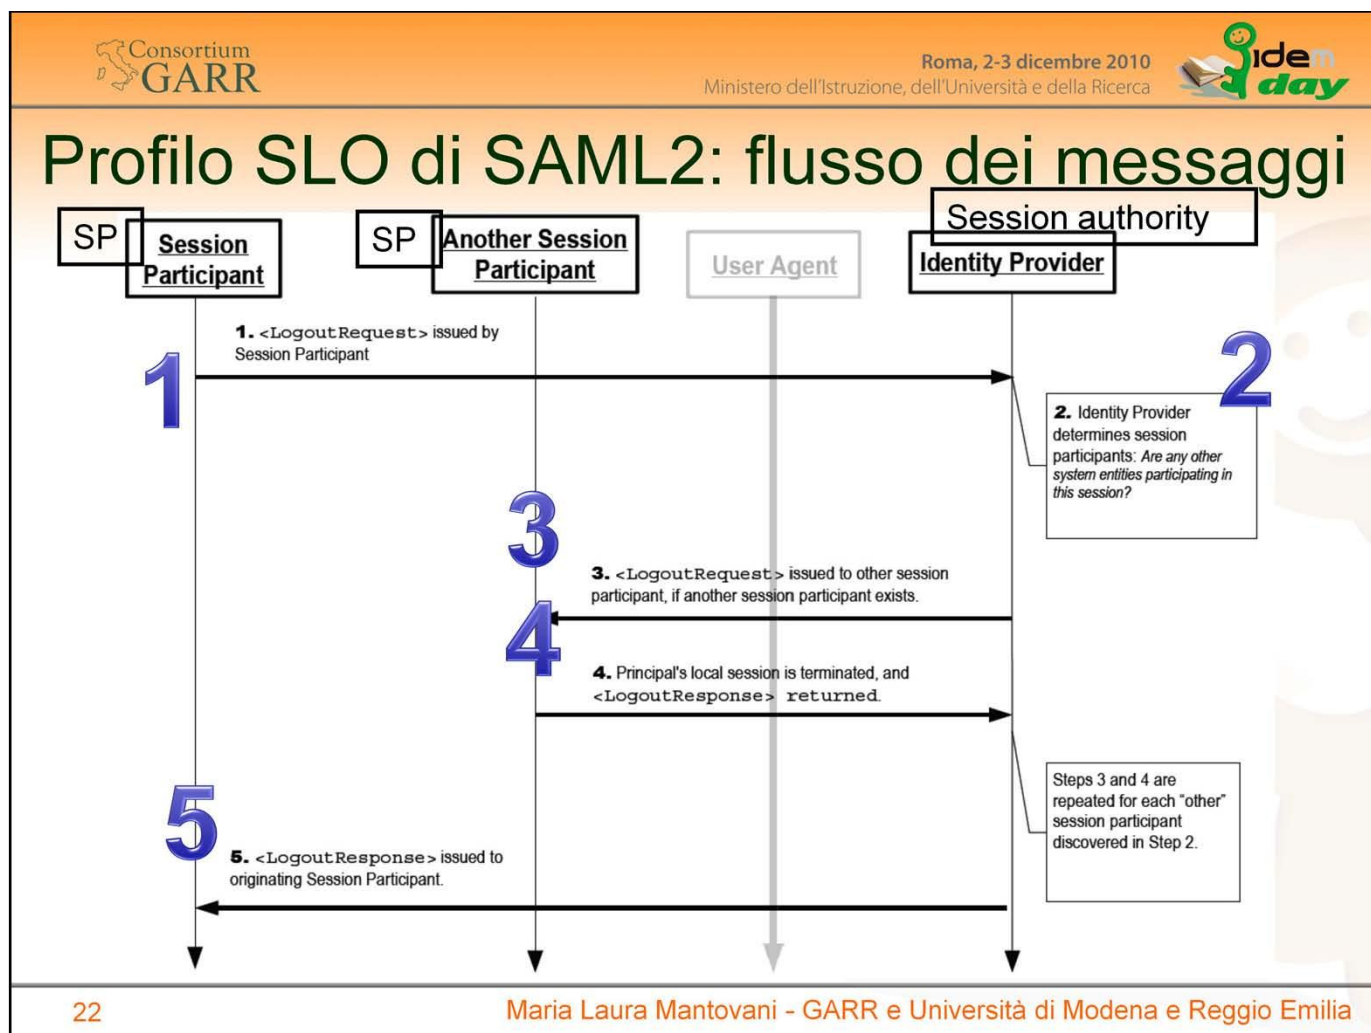 Consortium
GARR
Roma, 2-3 dicembre 2010
Ministero dell'Istruzione, dell'Università e della Ricerca
idem
day
Profilo SLO di SAML2: flusso dei messaggi
SP
Session
Participant
SP
Another Session
Participant
User Agent
Session authority
Identity Provider
1. <LogoutRequest> issued by
Session Participant
1
2
2. Identity Provider
determines session
participants: Are any other
system entities participating in
this session?
3
3. <LogoutRequest> issued to other session
participant, if another session participant exists.
4
4. Principal's local session is terminated, and
<LogoutResponse> returned.
Steps 3 and 4 are
repeated for each "other"
session participant
discovered in Step 2.
5
5. <LogoutResponse> issued to
originating Session Participant.
22
Maria Laura Mantovani - GARR e Università di Modena e Reggio Emilia